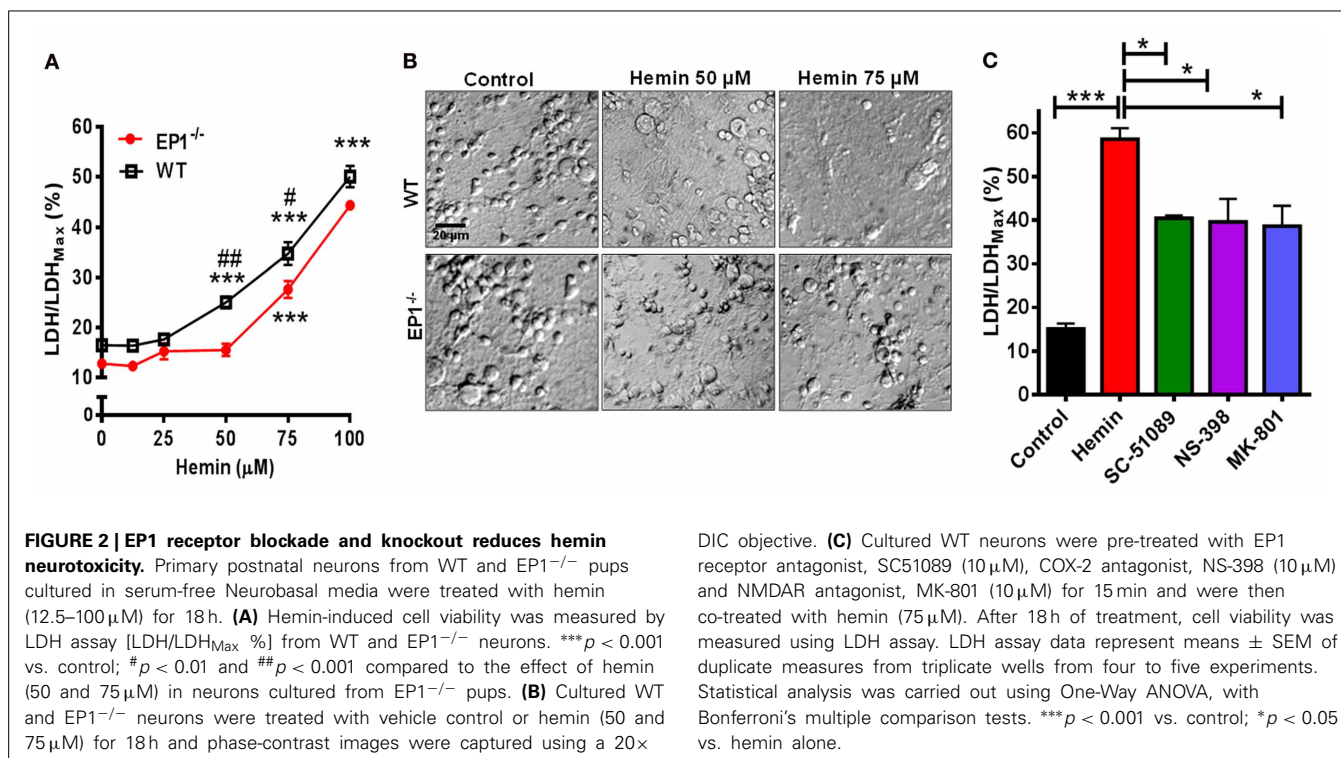 A
60
50
40
30
20
10
0
LDH/LDHMax (%)
EP1-/-
WT
***
#
***
##
***
***
0 25 50 75 100
Hemin (µM)
B
Control Hemin 50 µM Hemin 75 µM
WT
20 µm
EP1-/-
C
*
*
*** *
60
50
40
30
20
10
0
LDH/LDHMax (%)
Control Hemin SC-51089 NS-398 MK-801
FIGURE 2 | EP1 receptor blockade and knockout reduces hemin
neurotoxicity. Primary postnatal neurons from WT and EP1−/− pups
cultured in serum-free Neurobasal media were treated with hemin
(12.5–100 µM) for 18 h. (A) Hemin-induced cell viability was measured by
LDH assay [LDH/LDHMax %] from WT and EP1−/− neurons. ***p < 0.001
vs. control; #p < 0.01 and ##p < 0.001 compared to the effect of hemin
(50 and 75 µM) in neurons cultured from EP1−/− pups. (B) Cultured WT
and EP1−/− neurons were treated with vehicle control or hemin (50 and
75 µM) for 18 h and phase-contrast images were captured using a 20×
DIC objective. (C) Cultured WT neurons were pre-treated with EP1
receptor antagonist, SC51089 (10 µM), COX-2 antagonist, NS-398 (10 µM)
and NMDAR antagonist, MK-801 (10 µM) for 15 min and were then
co-treated with hemin (75 µM). After 18 h of treatment, cell viability was
measured using LDH assay. LDH assay data represent means ± SEM of
duplicate measures from triplicate wells from four to five experiments.
Statistical analysis was carried out using One-Way ANOVA, with
Bonferroni's multiple comparison tests. ***p < 0.001 vs. control; *p < 0.05
vs. hemin alone.